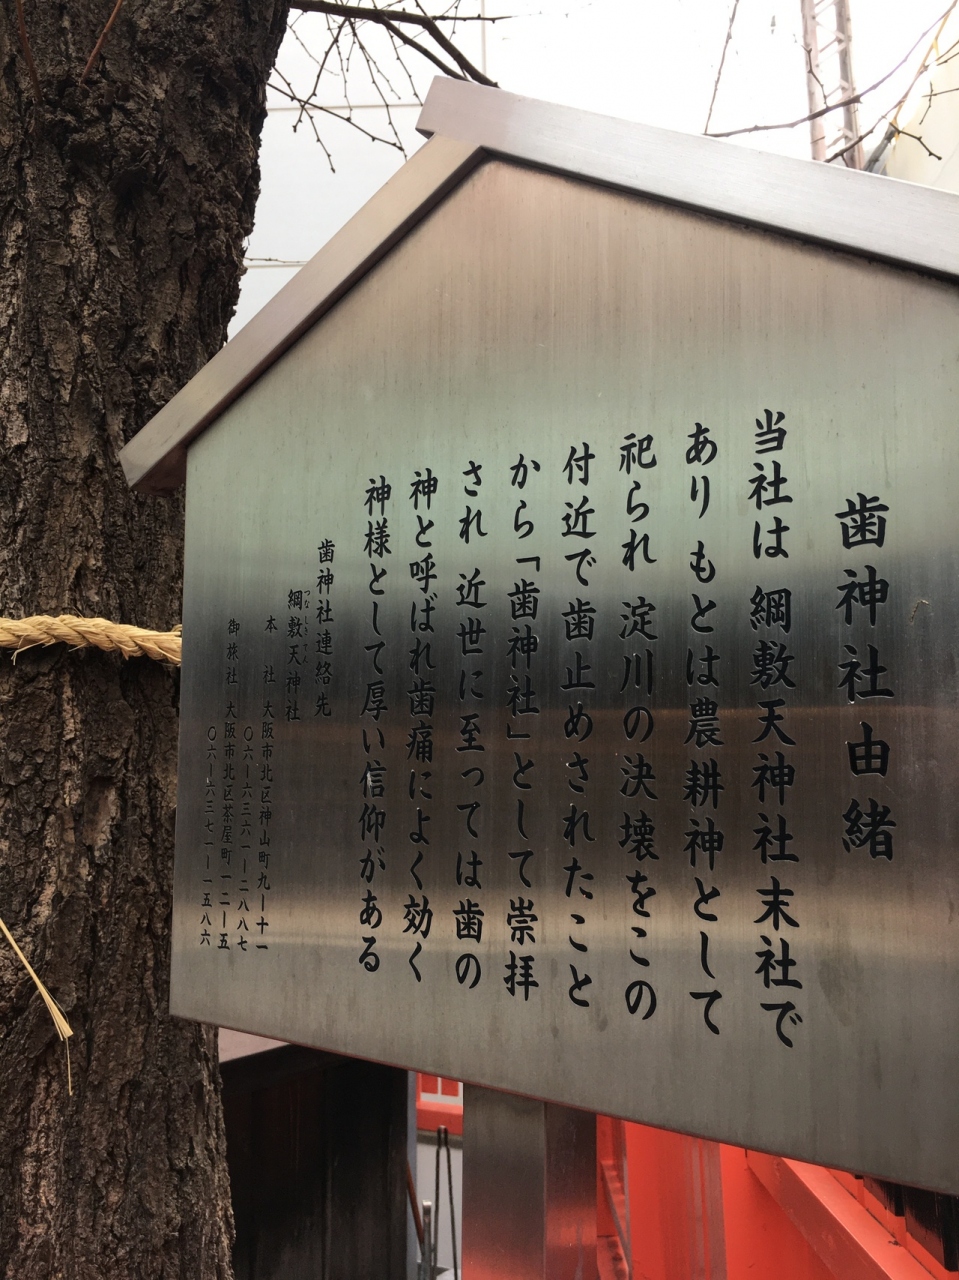 歯神社由緒
当社は 綱敷天神社末社で
あり もとは農耕神として
祀られ 淀川の決壊をこの
付近で歯止めされたこと
から「歯神社」として崇拝
され 近世に至っては歯の
神と呼ばれ歯痛によく効く
神様として厚い信仰がある
歯神社連絡先
つなしきてん
綱敷天神社
本 社 大阪市北区神山町九ー十一
〇六ー六三六一ー二八八七
御旅社 大阪市北区茶屋町一二ー五
〇六ー六三七一ー一五八六